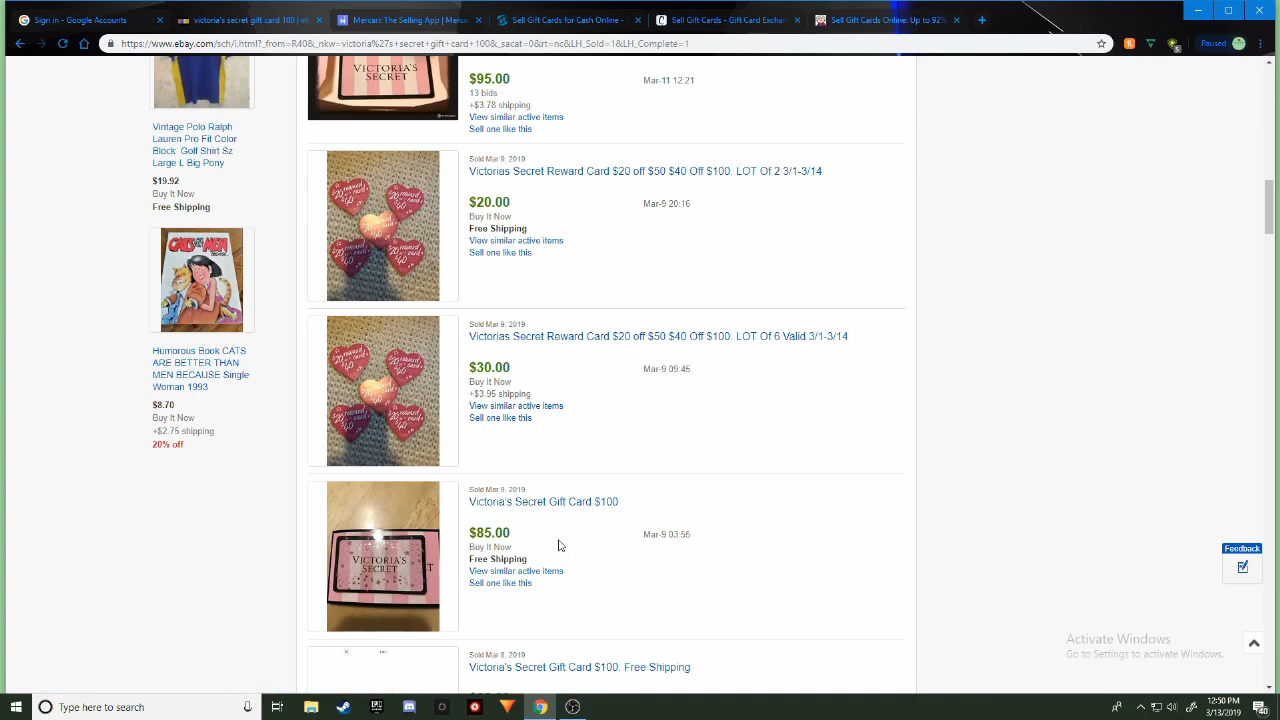 Sign in - Google Accounts
victoria's secret gift card 100 | eB
Mercari: The Selling App | Mercar
Sell Gift Cards for Cash Online -
Sell Gift Cards - Gift Card Exchan
Sell Gift Cards Online: Up to 92%
https://www.ebay.com/sch/i.html?_from=R40&_nkw=victoria%27s+secret+gift+card+100&_sacat=0&rt=nc&LH_Sold=1&LH_Complete=1
Paused
Vintage Polo Ralph
Lauren Pro Fit Color
Block Golf Shirt Sz
Large L Big Pony
$19.92
Buy It Now
Free Shipping
CATS
MEN
Humorous Book CATS
ARE BETTER THAN
MEN BECAUSE Single
Woman 1993
$8.70
Buy It Now
+$2.75 shipping
20% off
VICTORIA'S
SECRET
$95.00
Mar-11 12:21
13 bids
+$3.78 shipping
View similar active items
Sell one like this
Sold Mar 9, 2019
Victorias Secret Reward Card $20 off $50 $40 Off $100. LOT Of 2 3/1-3/14
$20.00
Mar-9 20:16
Buy It Now
Free Shipping
View similar active items
Sell one like this
Sold Mar 9, 2019
Victorias Secret Reward Card $20 off $50 $40 Off $100. LOT Of 6 Valid 3/1-3/14
$30.00
Mar-9 09:45
Buy It Now
+$3.95 shipping
View similar active items
Sell one like this
VICTORIA'S
SECRET
Sold Mar 9, 2019
Victoria's Secret Gift Card $100
$85.00
Mar-9 03:55
Buy It Now
Free Shipping
View similar active items
Sell one like this
Sold Mar 8, 2019
Victoria's Secret Gift Card $100. Free Shipping
Feedback
Activate Windows
Go to Settings to activate Windows.
Type here to search
12:50 PM
3/13/2019
40